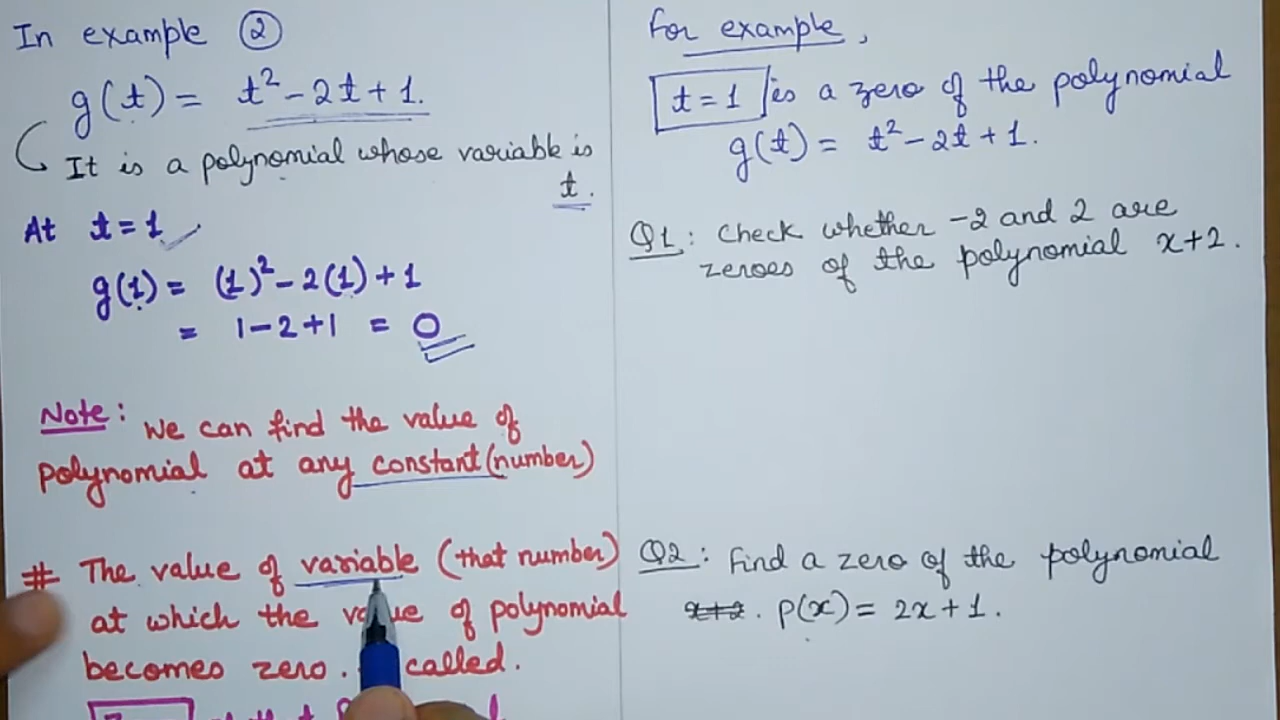 In example ②
g(t) = t² - 2t + 1.
It is a polynomial whose variable is
t.
At t = 1
g(1) = (1)² - 2(1) + 1
= 1 - 2 + 1 = 0
Note: We can find the value of
polynomial at any constant (number)
# The value of variable (that number)
at which the value of polynomial
becomes zero. called.
For example,
t = 1 is a zero of the polynomial
g(t) = t² - 2t + 1.
Q1: Check whether -2 and 2 are
zeroes of the polynomial x+2.
Q2: Find a zero of the polynomial
x+2. P(x) = 2x + 1.